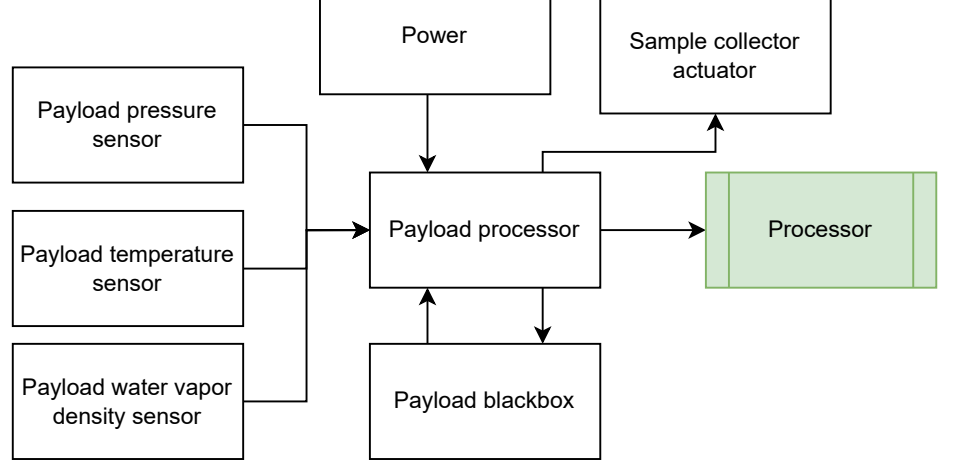 Power
Sample collector
actuator
Payload pressure
sensor
Payload temperature
sensor
Payload processor
Processor
Payload water vapor
density sensor
Payload blackbox